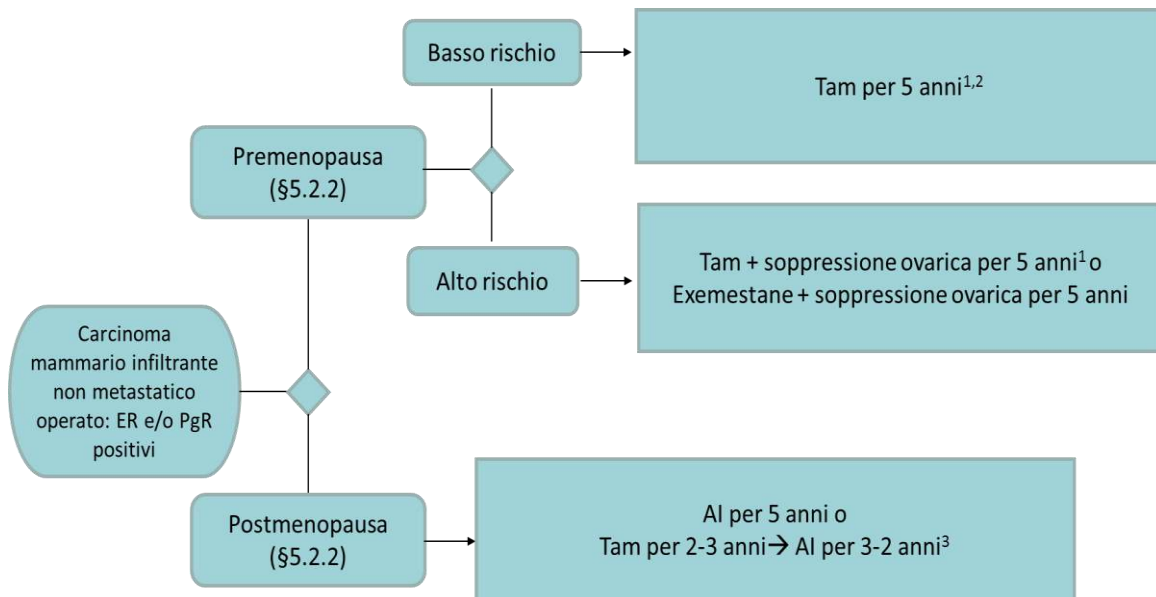 Basso rischio
Tam per 5 anni1,2
Premenopausa
(§5.2.2)
Alto rischio
Tam + soppressione ovarica per 5 anni1 o
Exemestane + soppressione ovarica per 5 anni
Carcinoma
mammario infiltrante
non metastatico
operato: ER e/o PgR
positivi
Postmenopausa
(§5.2.2)
AI per 5 anni o
Tam per 2-3 anni→ AI per 3-2 anni3